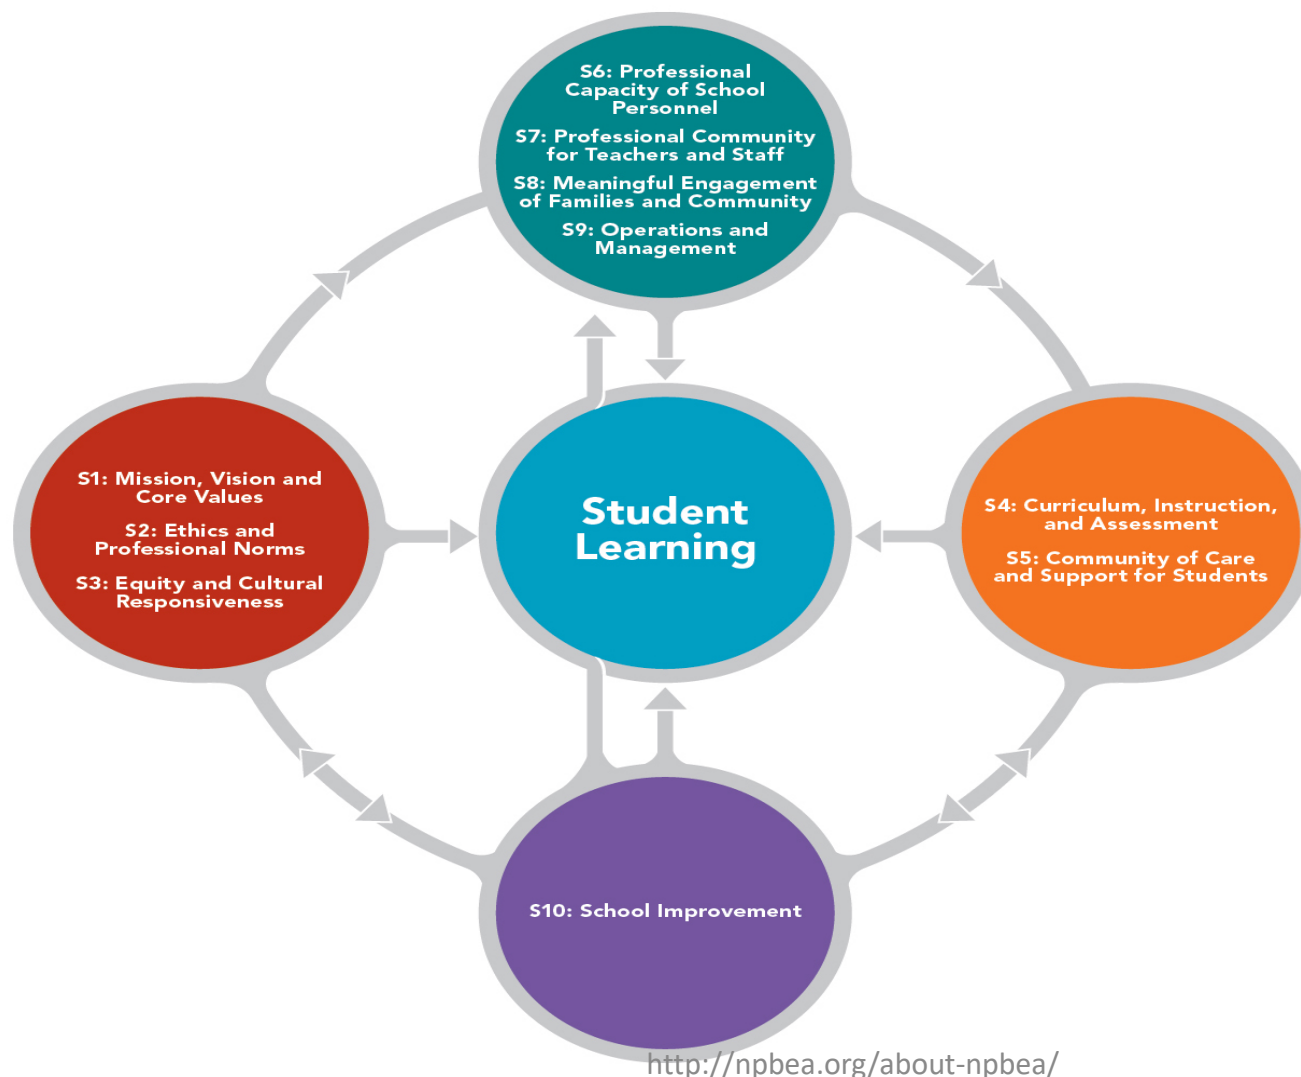 S6: Professional
Capacity of School
Personnel
S7: Professional Community
for Teachers and Staff
S8: Meaningful Engagement
of Families and Community
S9: Operations and
Management
S1: Mission, Vision and
Core Values
S2: Ethics and
Professional Norms
S3: Equity and Cultural
Responsiveness
Student
Learning
S4: Curriculum, Instruction,
and Assessment
S5: Community of Care
and Support for Students
S10: School Improvement
http://npbea.org/about-npbea/